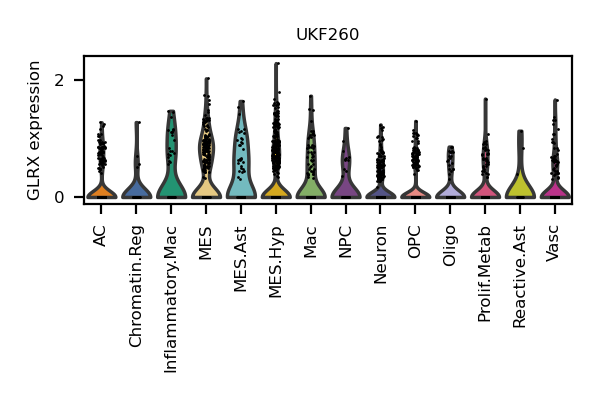 UKF260
GLRX expression
2
0
AC
Chromatin.Reg
Inflammatory.Mac
MES
MES.Ast
MES.Hyp
Mac
NPC
Neuron
OPC
Oligo
Prolif.Metab
Reactive.Ast
Vasc